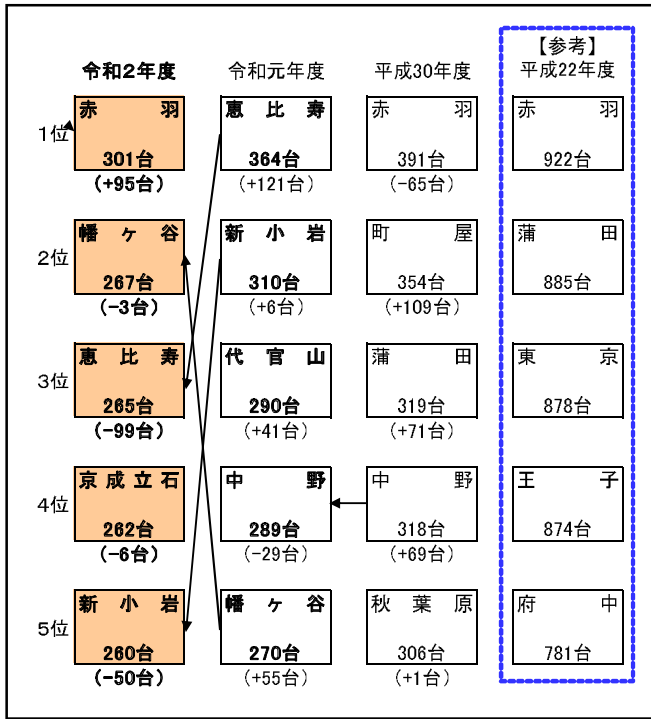 【参考】
令和2年度 令和元年度 平成30年度 平成22年度
1位 赤羽 恵比寿 赤羽 赤羽
301台 364台 391台 922台
(+95台) (+121台) (-65台)
2位 幡ヶ谷 新小岩 町屋 蒲田
267台 310台 354台 885台
(-3台) (+6台) (+109台)
3位 恵比寿 代官山 蒲田 東京
265台 290台 319台 878台
(-99台) (+41台) (+71台)
4位 京成立石 中野 中野 王子
262台 289台 318台 874台
(-6台) (-29台) (+69台)
5位 新小岩 幡ヶ谷 秋葉原 府中
260台 270台 306台 781台
(-50台) (+55台) (+1台)